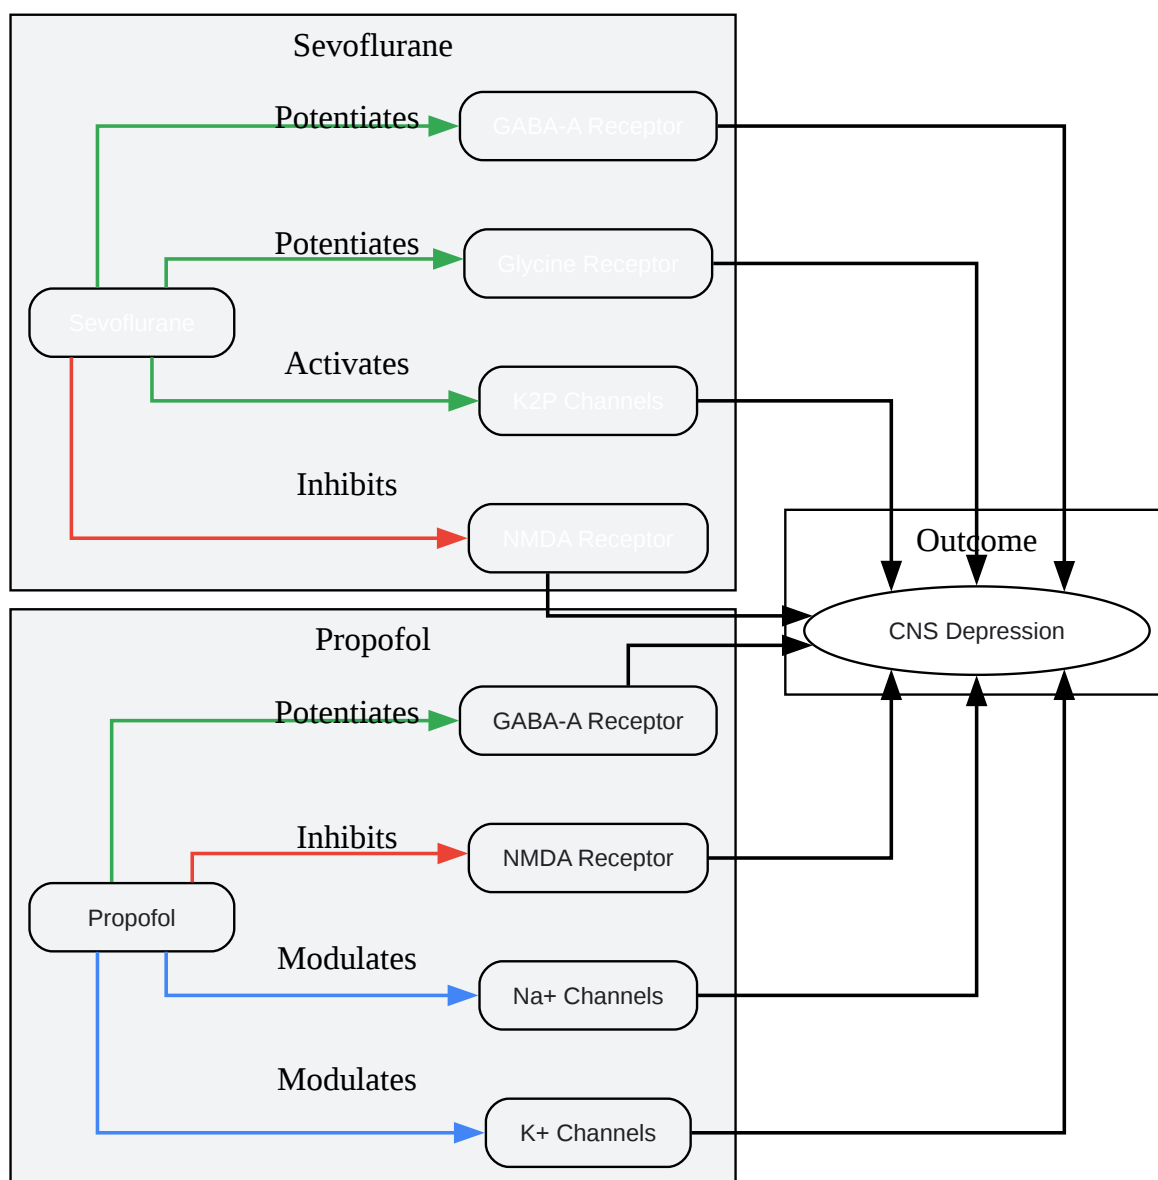 Sevoflurane
Potentiates
GABA-A Receptor
Potentiates
Glycine Receptor
Sevoflurane
Activates
K2P Channels
Inhibits
NMDA Receptor
Outcome
CNS Depression
Propofol
Potentiates
GABA-A Receptor
Inhibits
NMDA Receptor
Propofol
Modulates
Na+ Channels
Modulates
K+ Channels